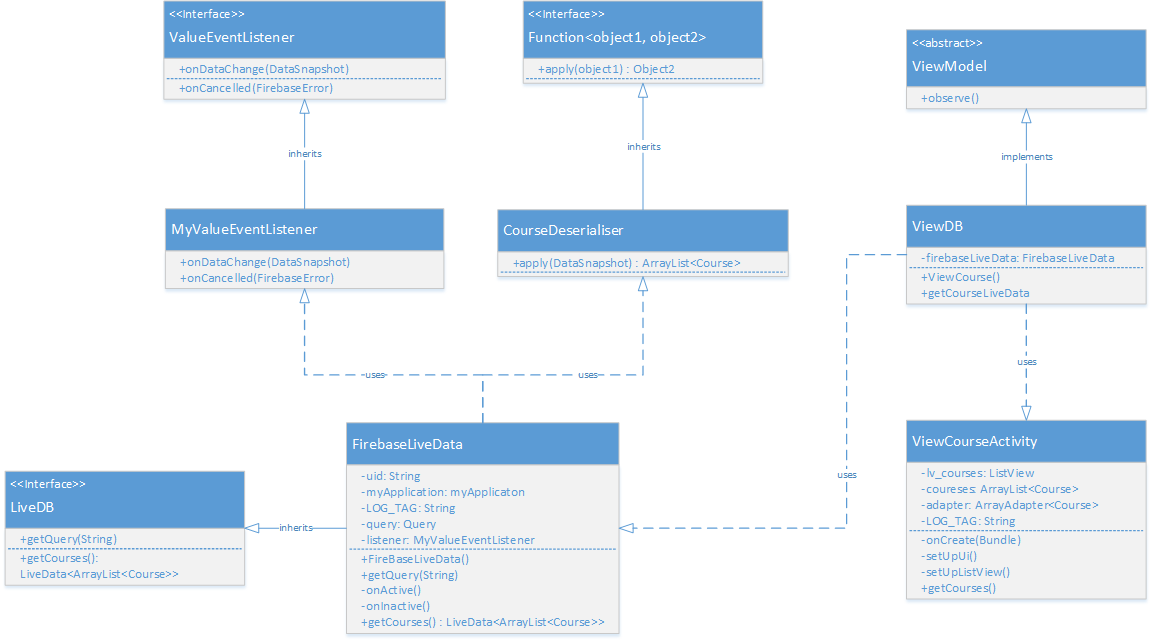 <<Interface>>
ValueEventListener
+onDataChange(DataSnapshot)
+onCancelled(FirebaseError)
<<Interface>>
Function<object1, object2>
+apply(object1) : Object2
<<abstract>>
ViewModel
+observe()
inherits
inherits
implements
MyValueEventListener
+onDataChange(DataSnapshot)
+onCancelled(FirebaseError)
CourseDeserialiser
+apply(DataSnapshot) : ArrayList<Course>
ViewDB
-firebaseLiveData: FirebaseLiveData
+ViewCourse()
+getCourseLiveData
uses
uses
uses
uses
FirebaseLiveData
-uid: String
-myApplication: myApplicaton
-LOG_TAG: String
-query: Query
-listener: MyValueEventListener
+FireBaseLiveData()
+getQuery(String)
-onActive()
-onInactive()
+getCourses() : LiveData<ArrayList<Course>>
inherits
<<Interface>>
LiveDB
+getQuery(String)
+getCourses():
LiveData<ArrayList<Course>>
ViewCourseActivity
-lv_courses: ListView
-coureses: ArrayList<Course>
-adapter: ArrayAdapter<Course>
-LOG_TAG: String
-onCreate(Bundle)
-setUpUi()
-setUpListView()
+getCourses()